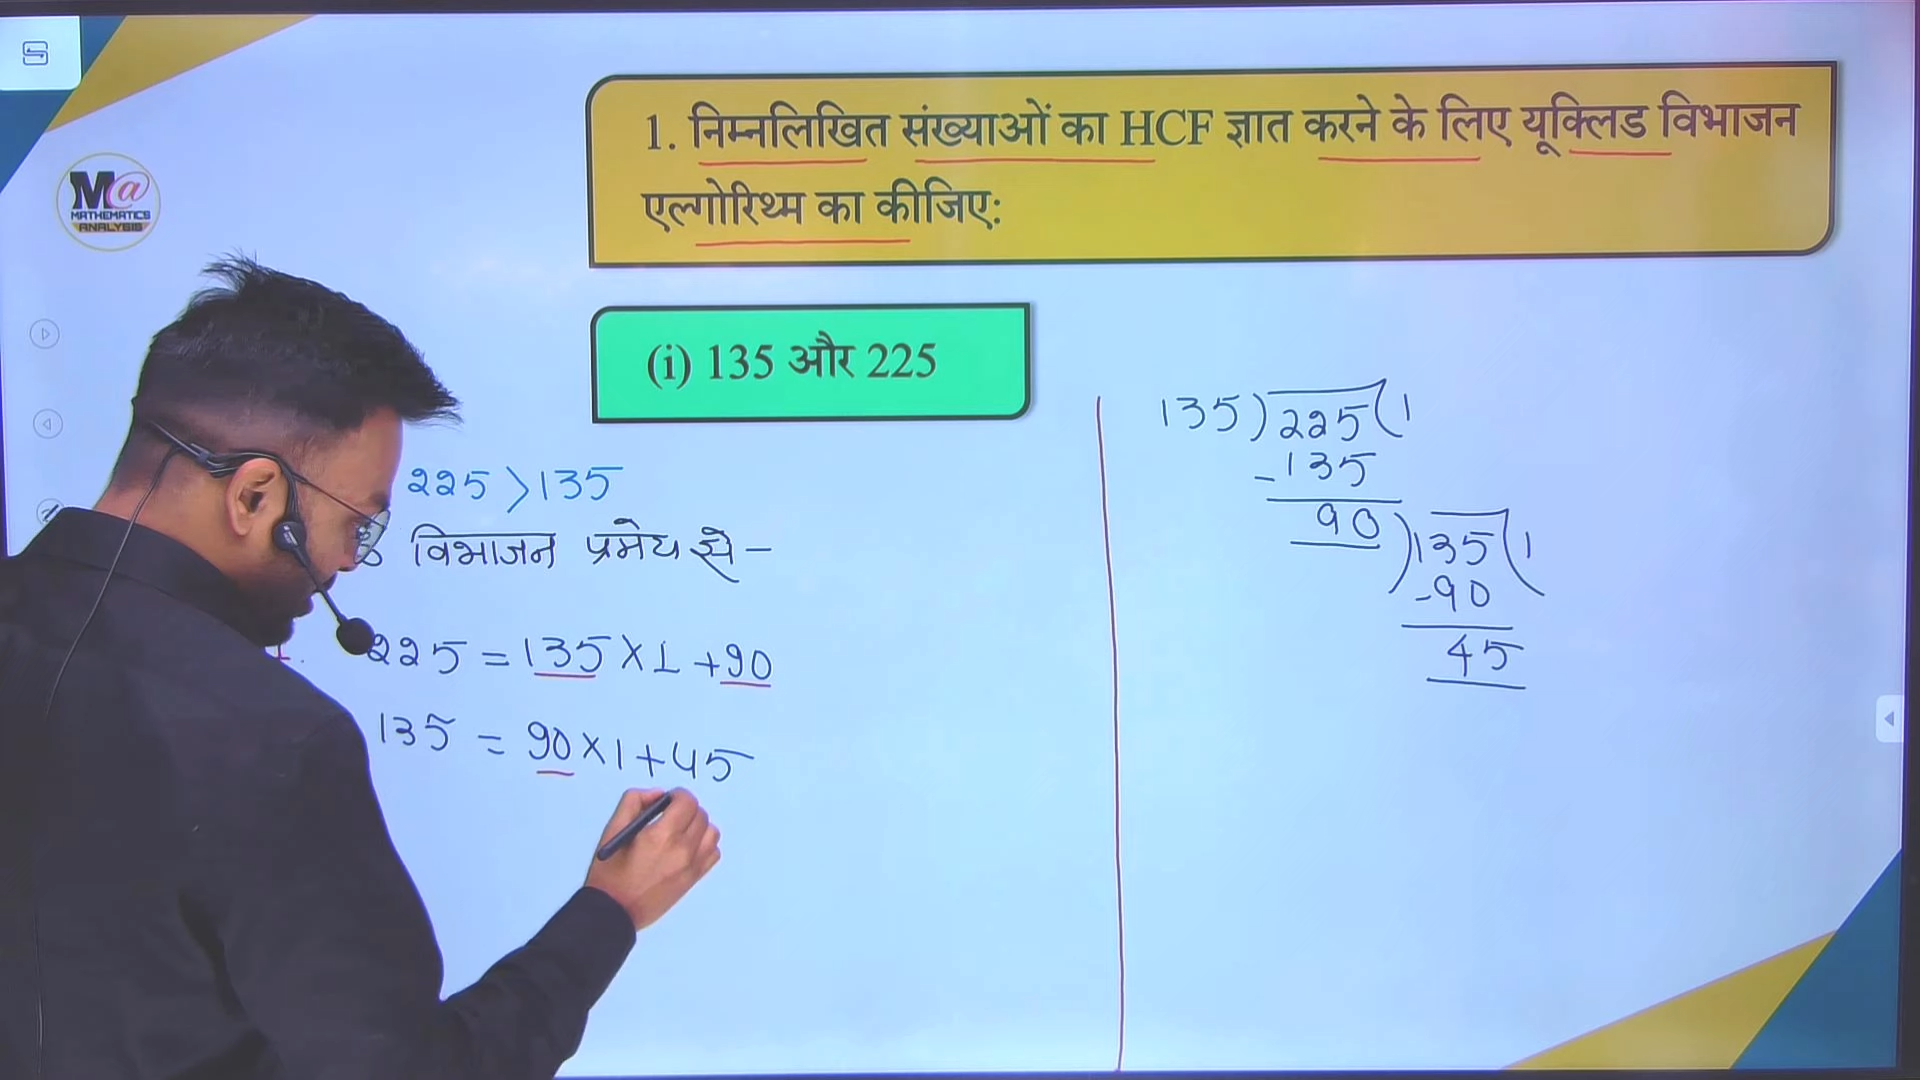 1. निम्नलिखित संख्याओं का HCF ज्ञात करने के लिए यूक्लिड विभाजन
एल्गोरिथ्म का कीजिए:
M@
MATHEMATICS
ANALYSIS
(i) 135 और 225
225 > 135
विभाजन प्रमेय से -
225 = 135 × 1 + 90
135 = 90 × 1 + 45
135 ) 225 ( 1
- 135
90 ) 135 ( 1
- 90
45